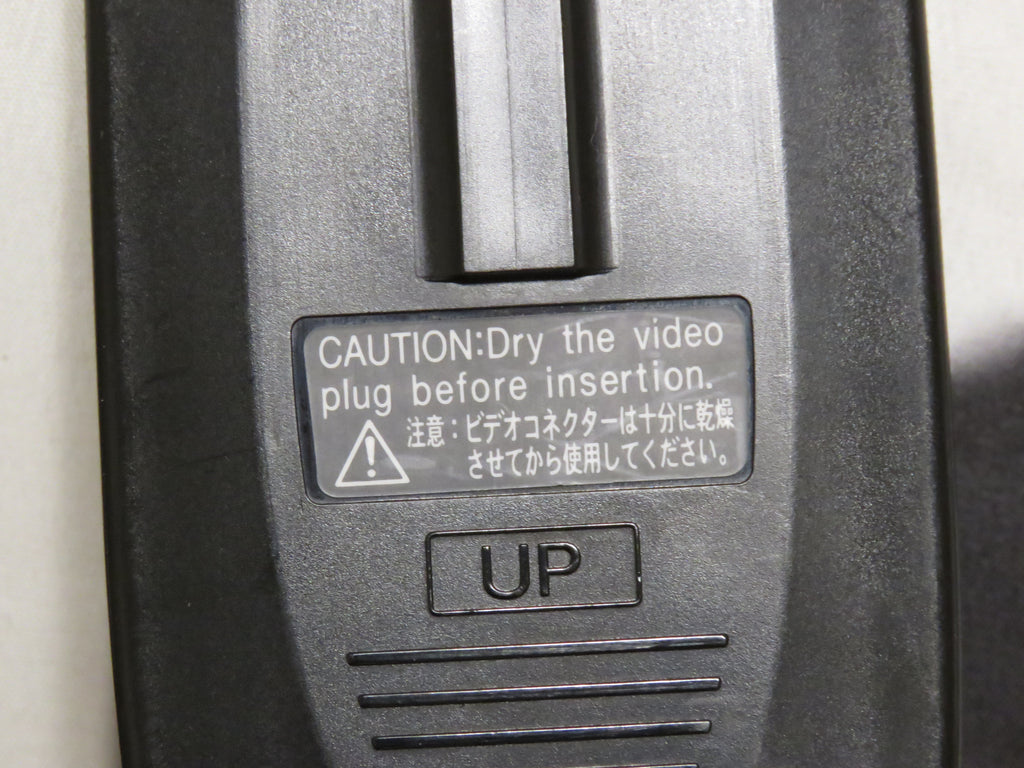 CAUTION:Dry the video
plug before insertion.
注意:ビデオコネクターは十分に乾燥
させてから使用してください。
UP